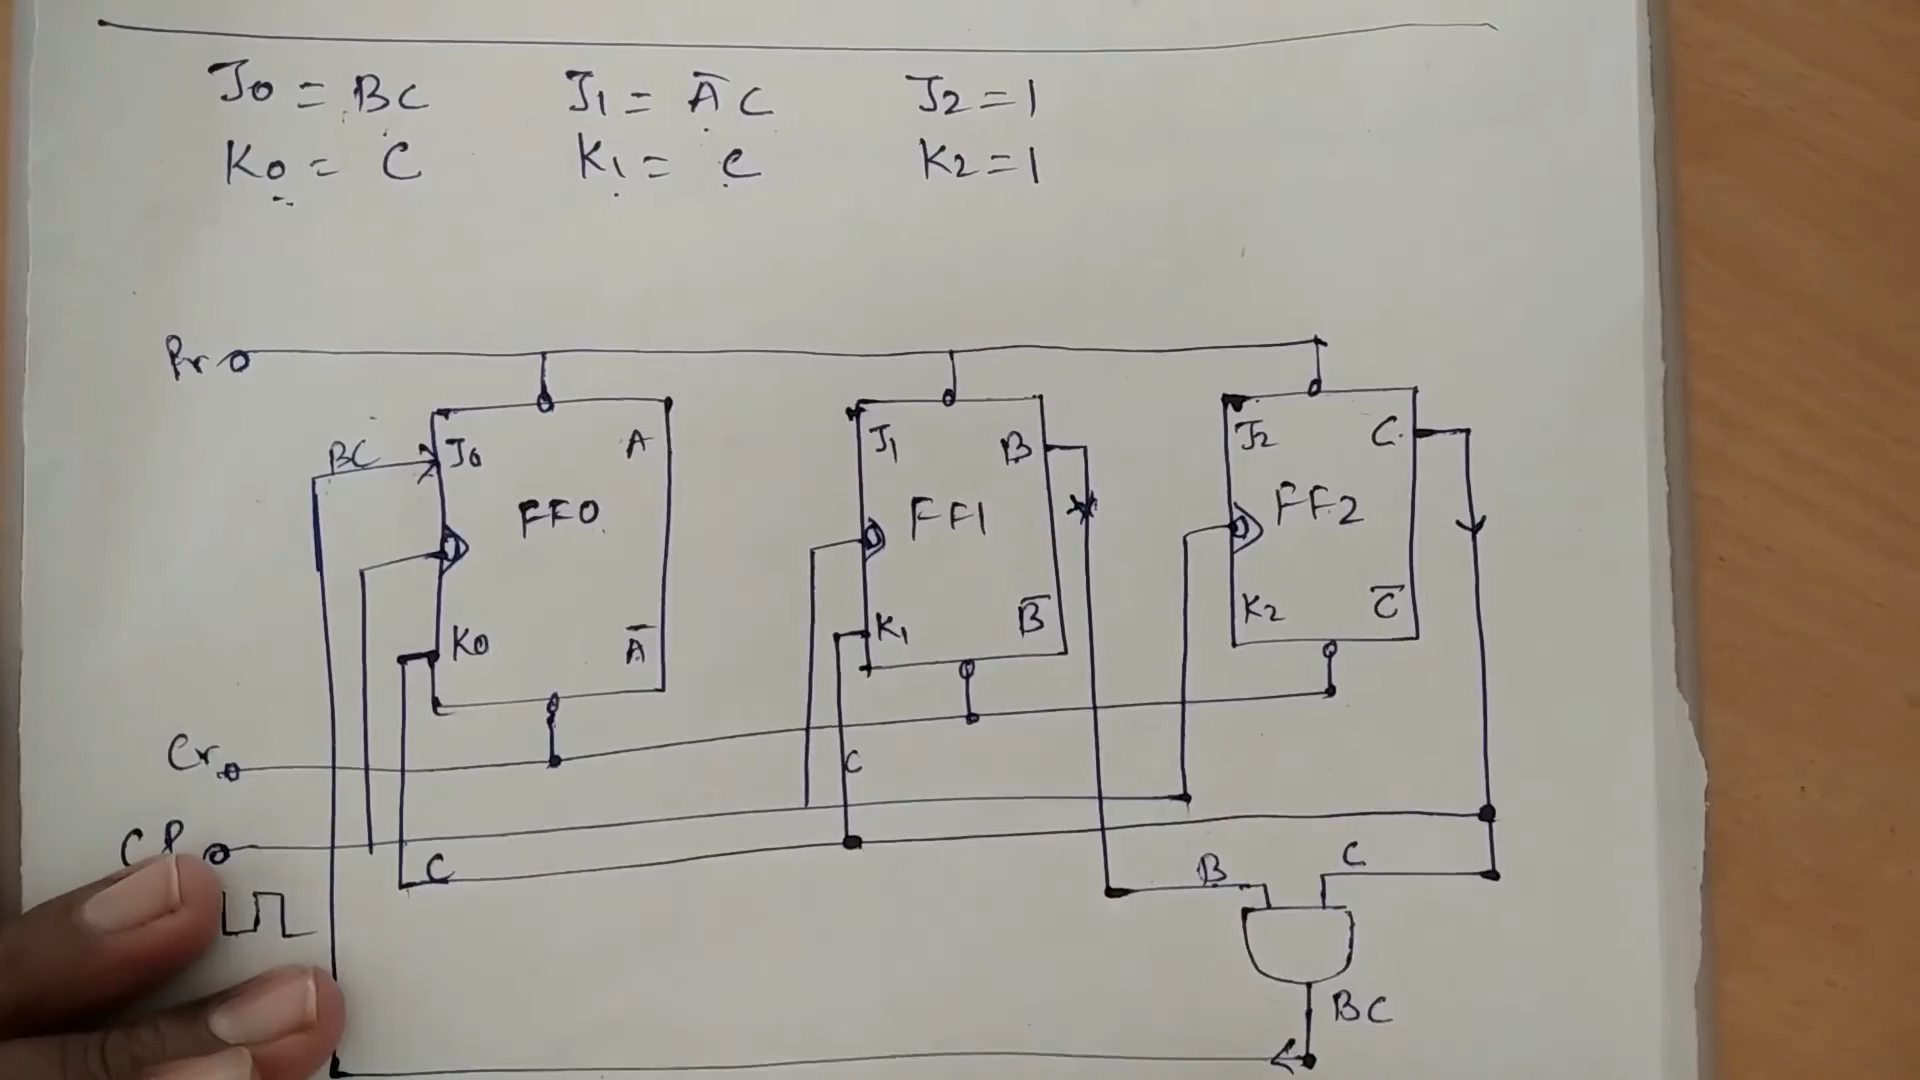 J0 = BC J1 = A̅ C J2 = 1
K0 = C K1 = C K2 = 1
Pr
BC J0 A J1 B J2 C
FF0 FF1 FF2
K0 A̅ K1 B̅ K2 C̅
Cr
C
CP
C B C
BC